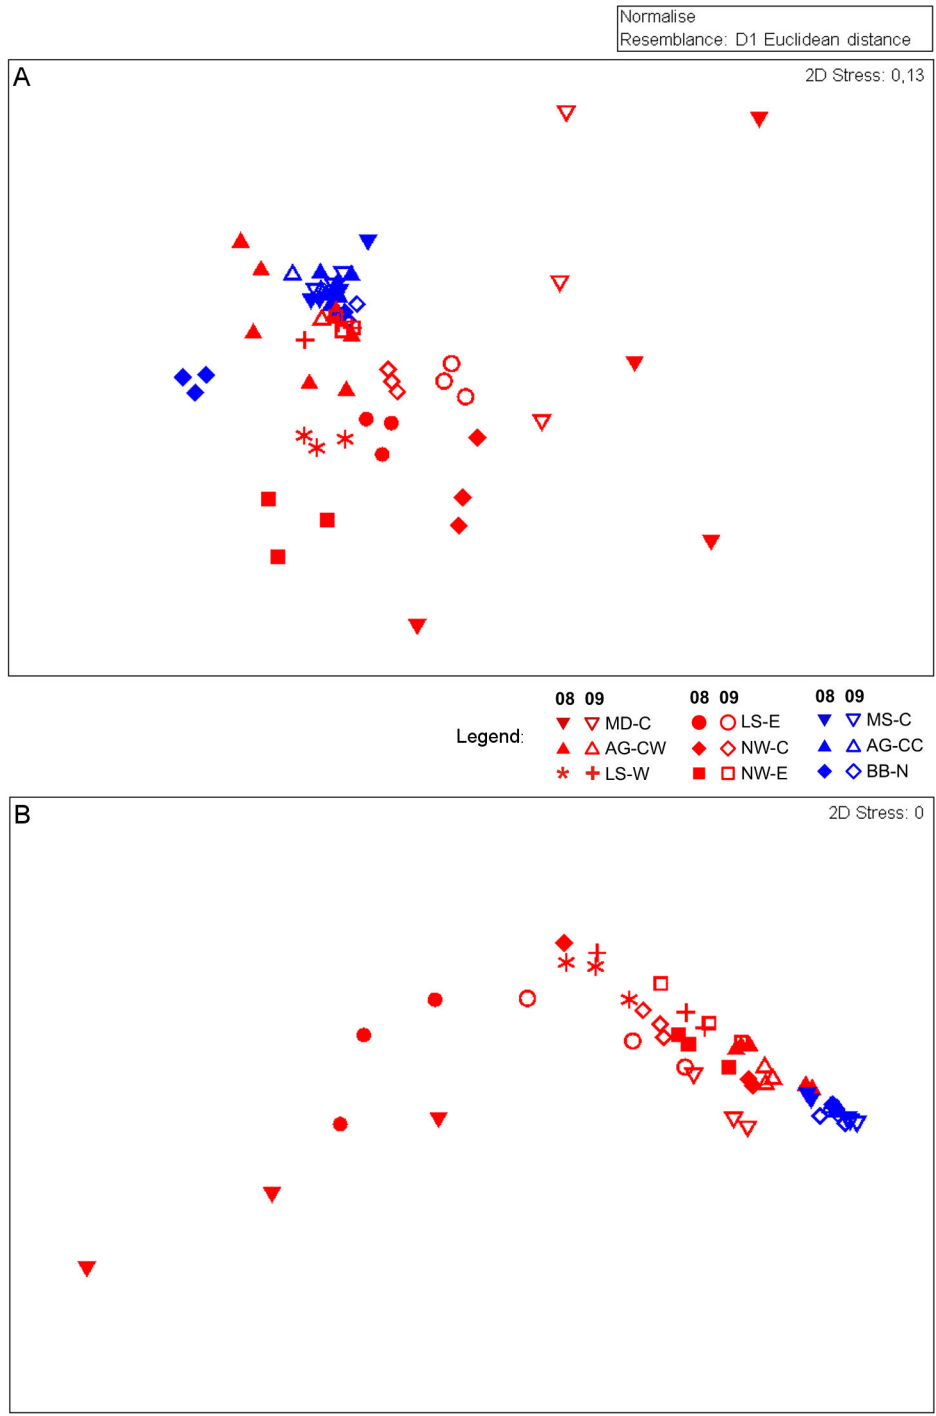 Normalise
Resemblance: D1 Euclidean distance
A
2D Stress: 0,13
08 09 08 09 08 09
Legend: MD-C LS-E MS-C
AG-CW NW-C AG-CC
LS-W NW-E BB-N
B
2D Stress: 0